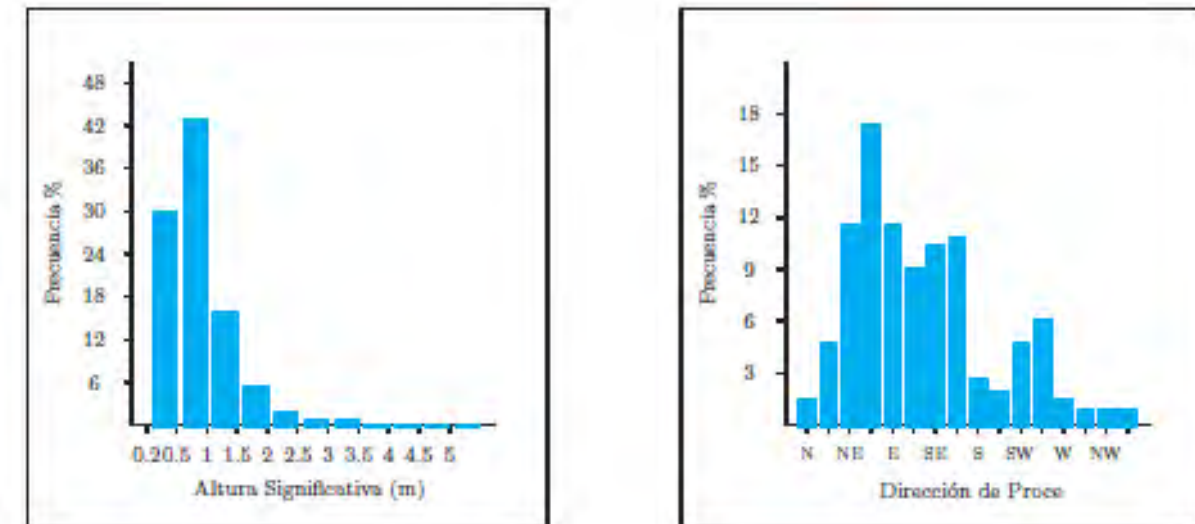 48
42
36
30
24
18
12
6
Frecuencia %
0.20.5 1 1.5 2 2.5 3 3.5 4 4.5 5
Altura Significativa (m)
18
15
12
9
6
3
Frecuencia %
N NE E SE S SW W NW
Dirección de Proce